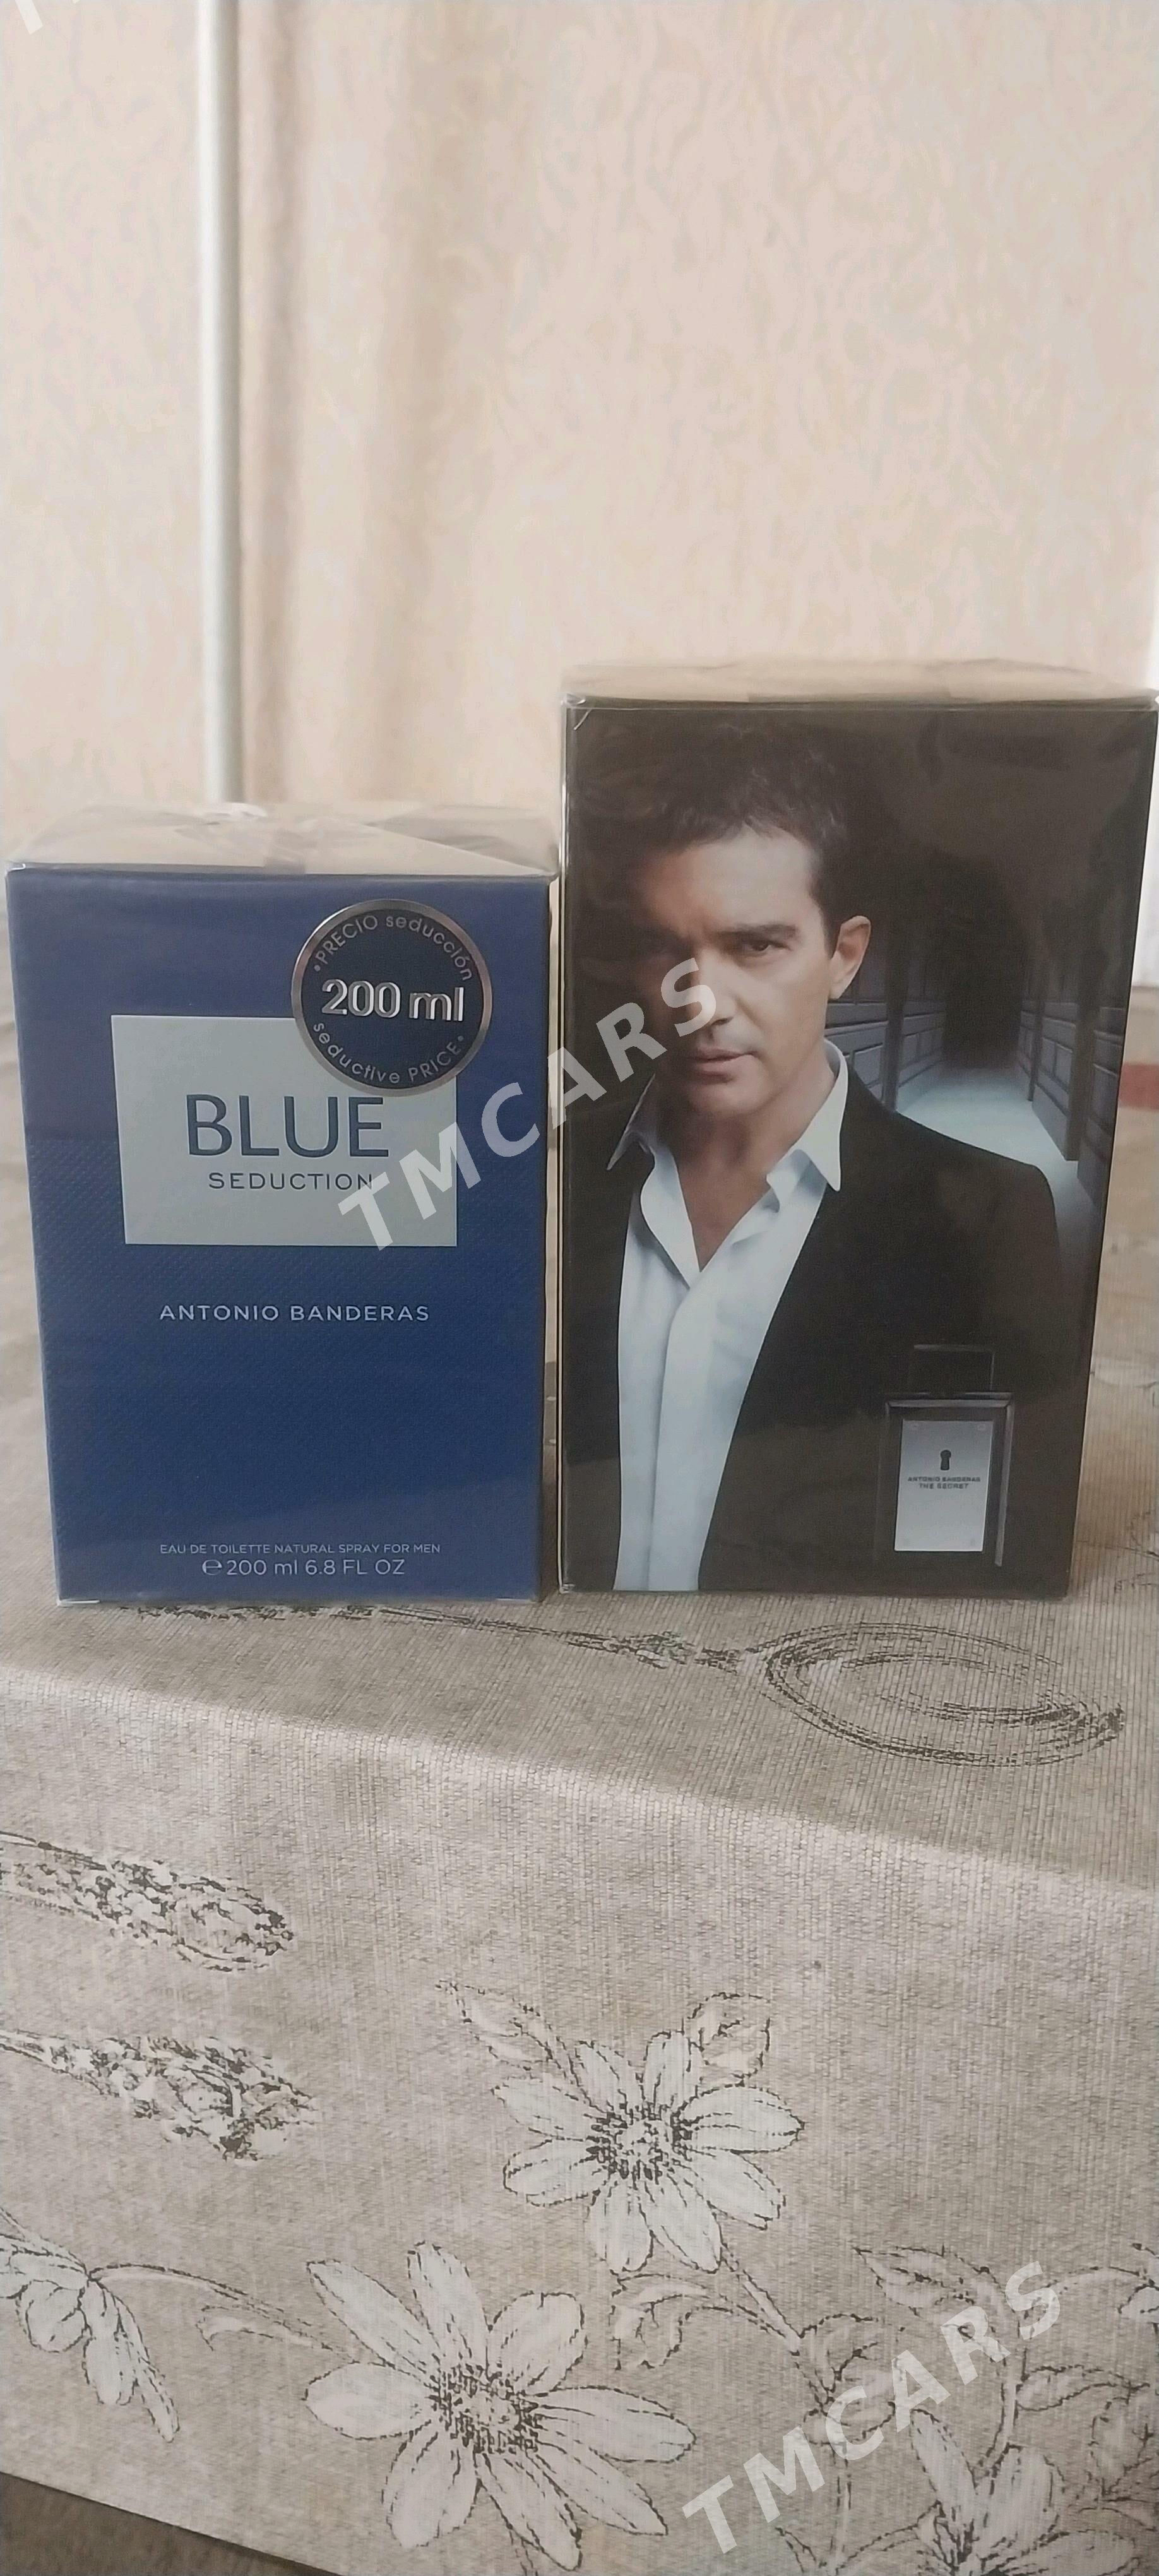 •PRECIO seducción
200 ml
seductive PRICE•
BLUE
SEDUCTION
ANTONIO BANDERAS
EAU DE TOILETTE NATURAL SPRAY FOR MEN
℮ 200 ml 6.8 FL OZ
ANTONIO BANDERAS
THE SECRET
TMCARS
TMCARS